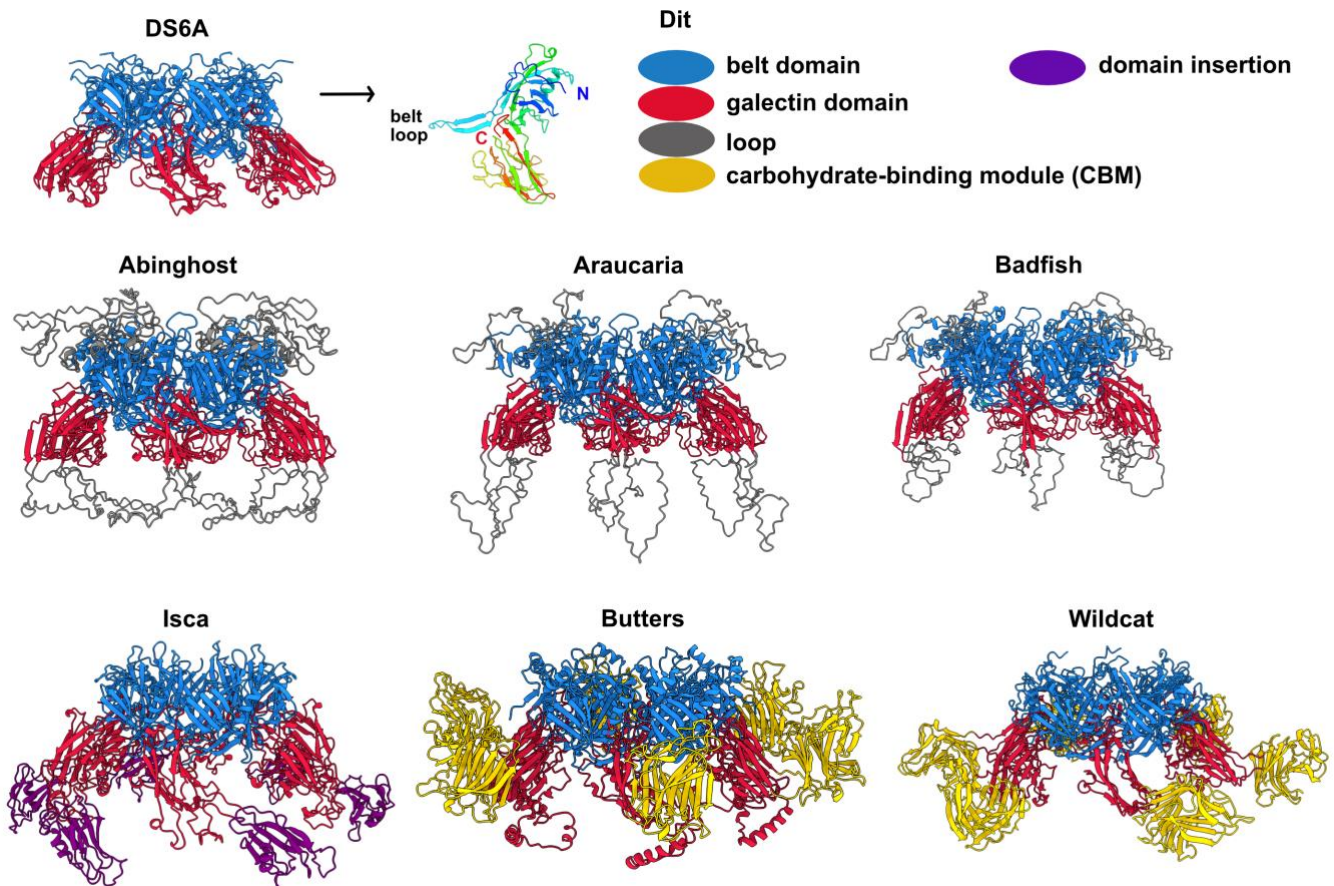 DS6A
belt
loop
N
C
Dit
belt domain
galectin domain
loop
carbohydrate-binding module (CBM)
domain insertion
Abinghost
Araucaria
Badfish
Isca
Butters
Wildcat